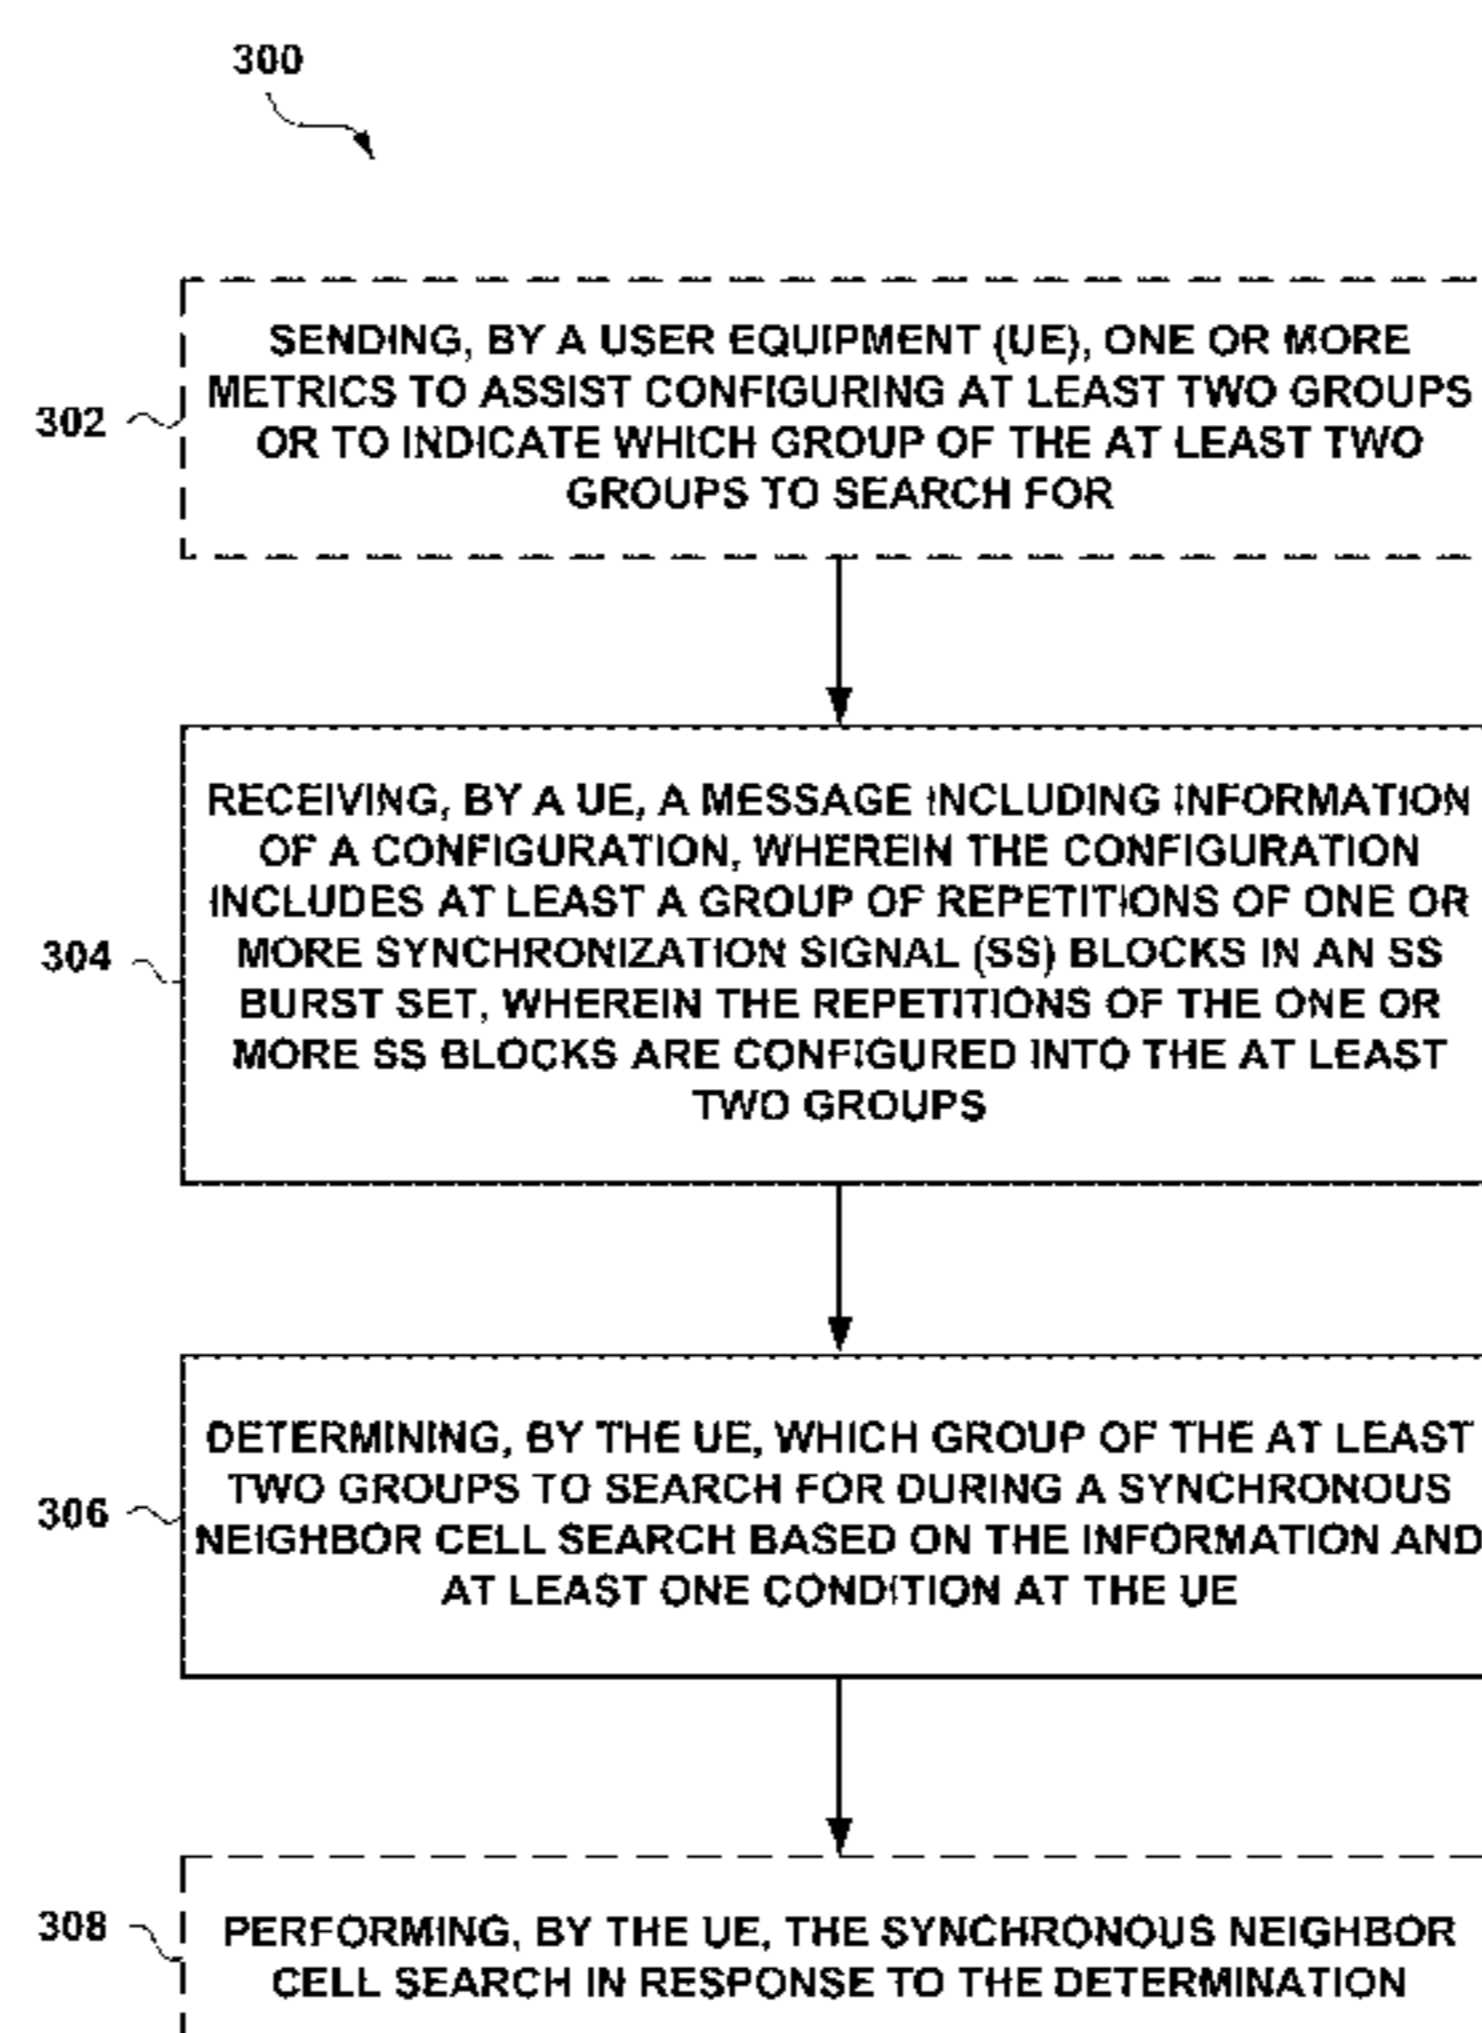 300
302
SENDING, BY A USER EQUIPMENT (UE), ONE OR MORE
METRICS TO ASSIST CONFIGURING AT LEAST TWO GROUPS
OR TO INDICATE WHICH GROUP OF THE AT LEAST TWO
GROUPS TO SEARCH FOR
304
RECEIVING, BY A UE, A MESSAGE INCLUDING INFORMATION
OF A CONFIGURATION, WHEREIN THE CONFIGURATION
INCLUDES AT LEAST A GROUP OF REPETITIONS OF ONE OR
MORE SYNCHRONIZATION SIGNAL (SS) BLOCKS IN AN SS
BURST SET, WHEREIN THE REPETITIONS OF THE ONE OR
MORE SS BLOCKS ARE CONFIGURED INTO THE AT LEAST
TWO GROUPS
306
DETERMINING, BY THE UE, WHICH GROUP OF THE AT LEAST
TWO GROUPS TO SEARCH FOR DURING A SYNCHRONOUS
NEIGHBOR CELL SEARCH BASED ON THE INFORMATION AND
AT LEAST ONE CONDITION AT THE UE
308
PERFORMING, BY THE UE, THE SYNCHRONOUS NEIGHBOR
CELL SEARCH IN RESPONSE TO THE DETERMINATION